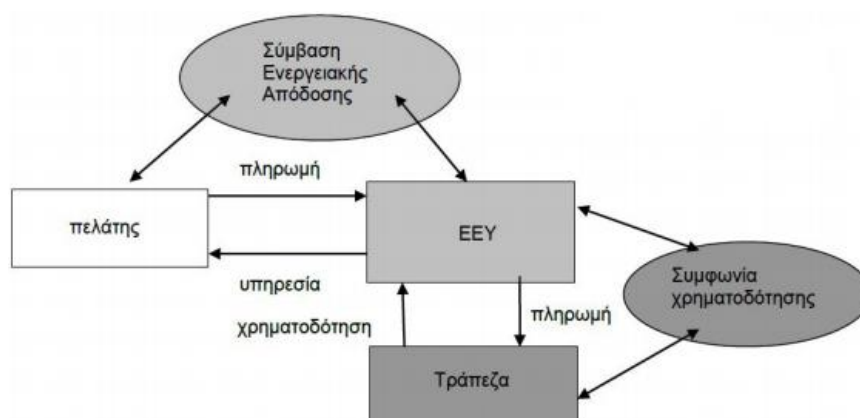 Σύμβαση
Ενεργειακής
Απόδοσης
πληρωμή
πελάτης
ΕΕΥ
υπηρεσία
Συμφωνία
χρηματοδότησης
χρηματοδότηση
πληρωμή
Τράπεζα